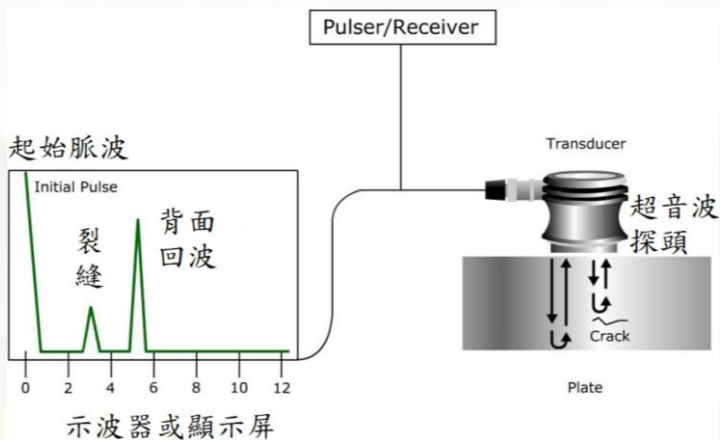 Pulser/Receiver
起始脈波
Initial Pulse
裂
縫
背面
回波
0 2 4 6 8 10 12
示波器或顯示屏
Transducer
超音波
探頭
Crack
Plate